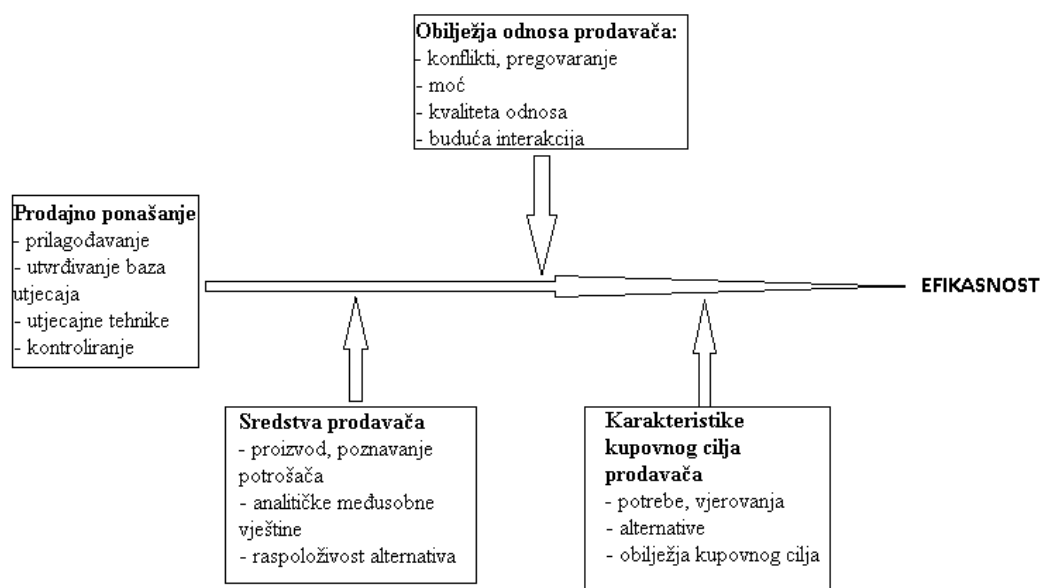 Obilježja odnosa prodavača:
- konflikti, pregovaranje
- moć
- kvaliteta odnosa
- buduća interakcija
Prodajno ponašanje
- prilagođavanje
- utvrđivanje baza
utjecaja
- utjecajne tehnike
- kontroliranje
EFIKASNOST
Sredstva prodavača
- proizvod, poznavanje
potrošača
- analitičke međusobne
vještine
- raspoloživost alternativa
Karakteristike
kupovnog cilja
prodavača
- potrebe, vjerovanja
- alternative
- obilježja kupovnog cilja